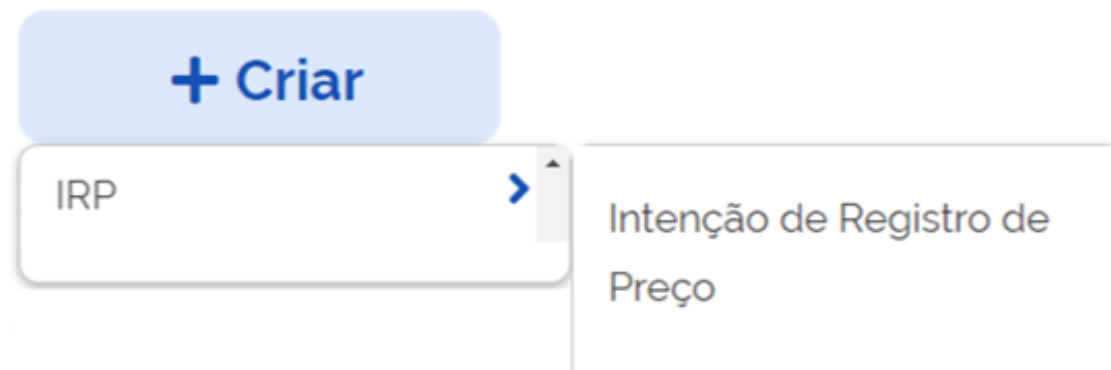 + Criar
IRP
Intenção de Registro de
Preço